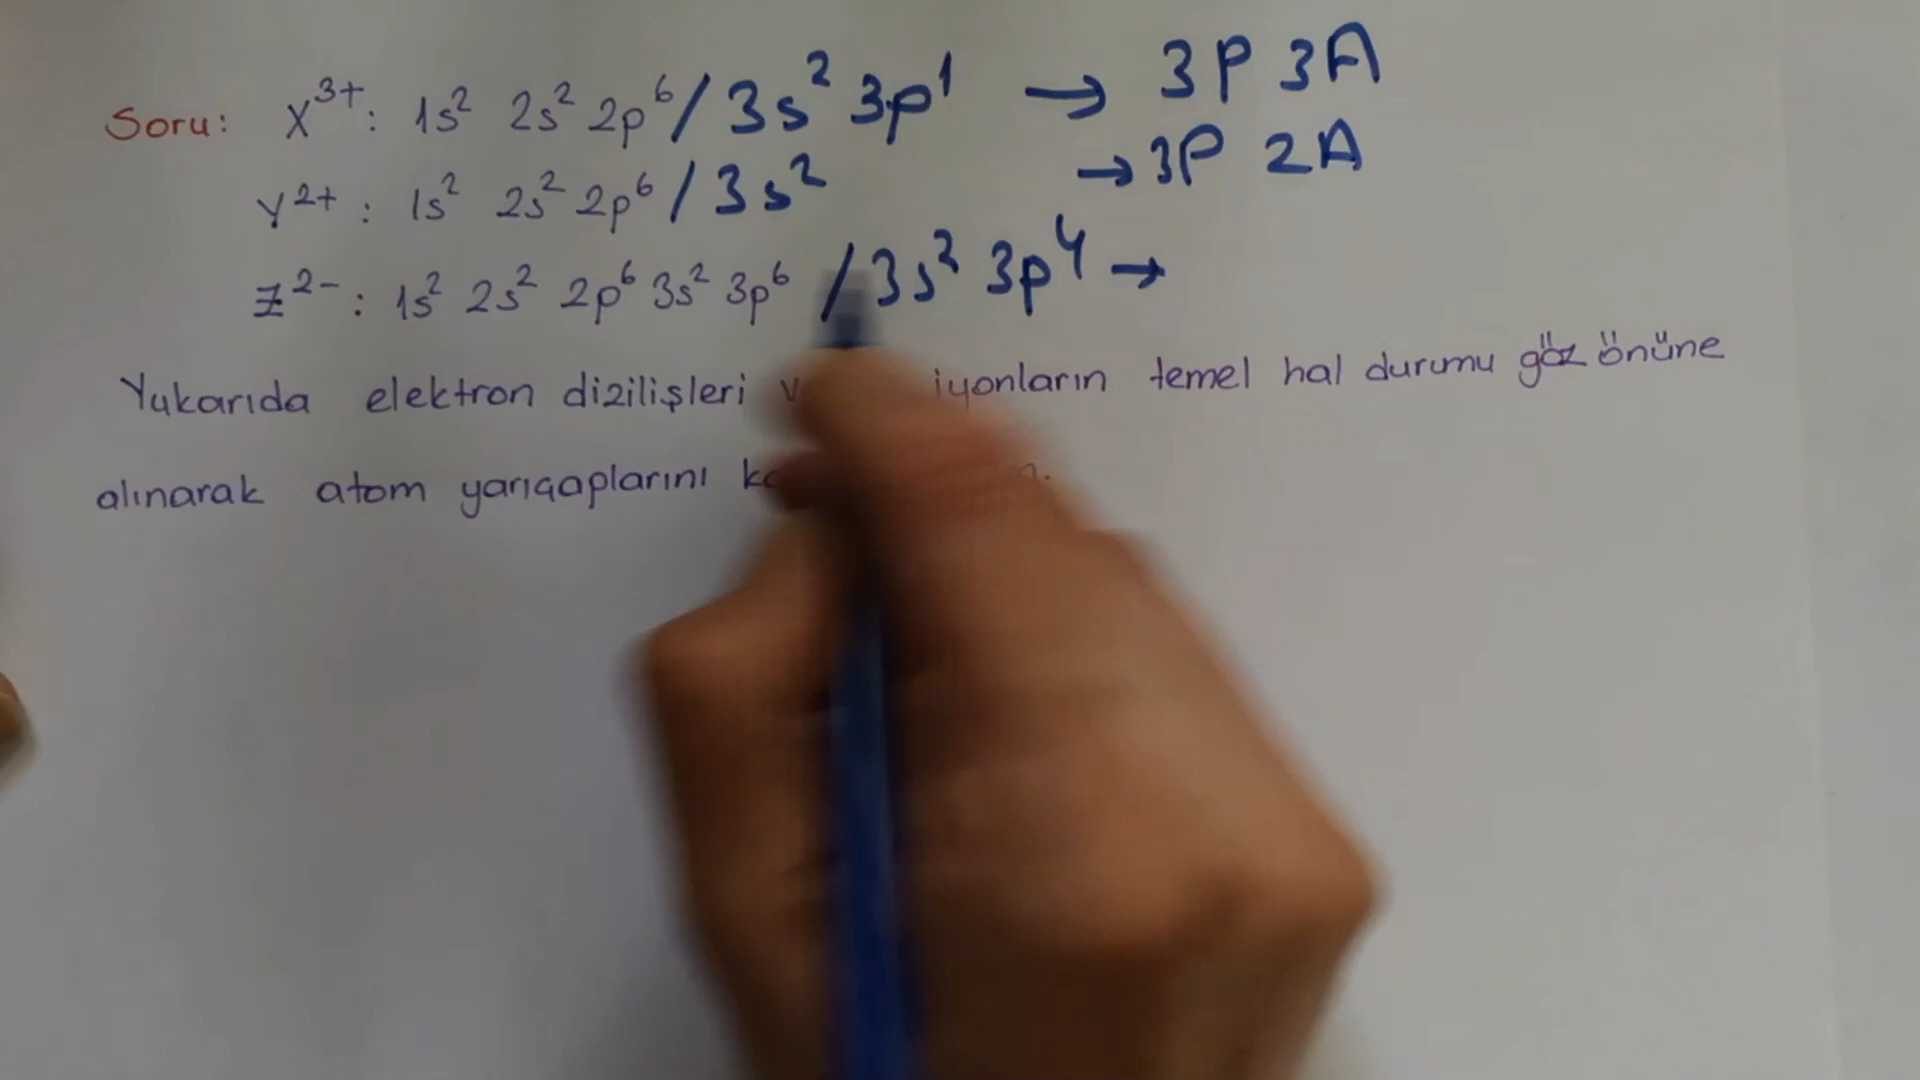 Soru: X³⁺: 1s² 2s² 2p⁶ / 3s² 3p¹ → 3P 3A
Y²⁺: 1s² 2s² 2p⁶ / 3s² → 3P 2A
Z²⁻: 1s² 2s² 2p⁶ 3s² 3p⁶ / 3s² 3p⁴ →
Yukarıda elektron dizilişleri iyonların temel hal durumu göz önüne
alınarak atom yarıçaplarını